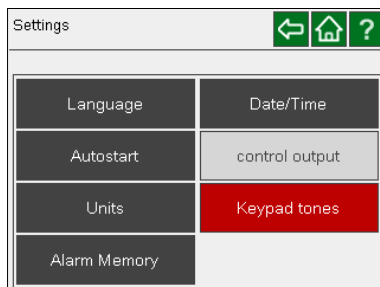 Settings
?
Language
Date/Time
Autostart
control output
Units
Keypad tones
Alarm Memory